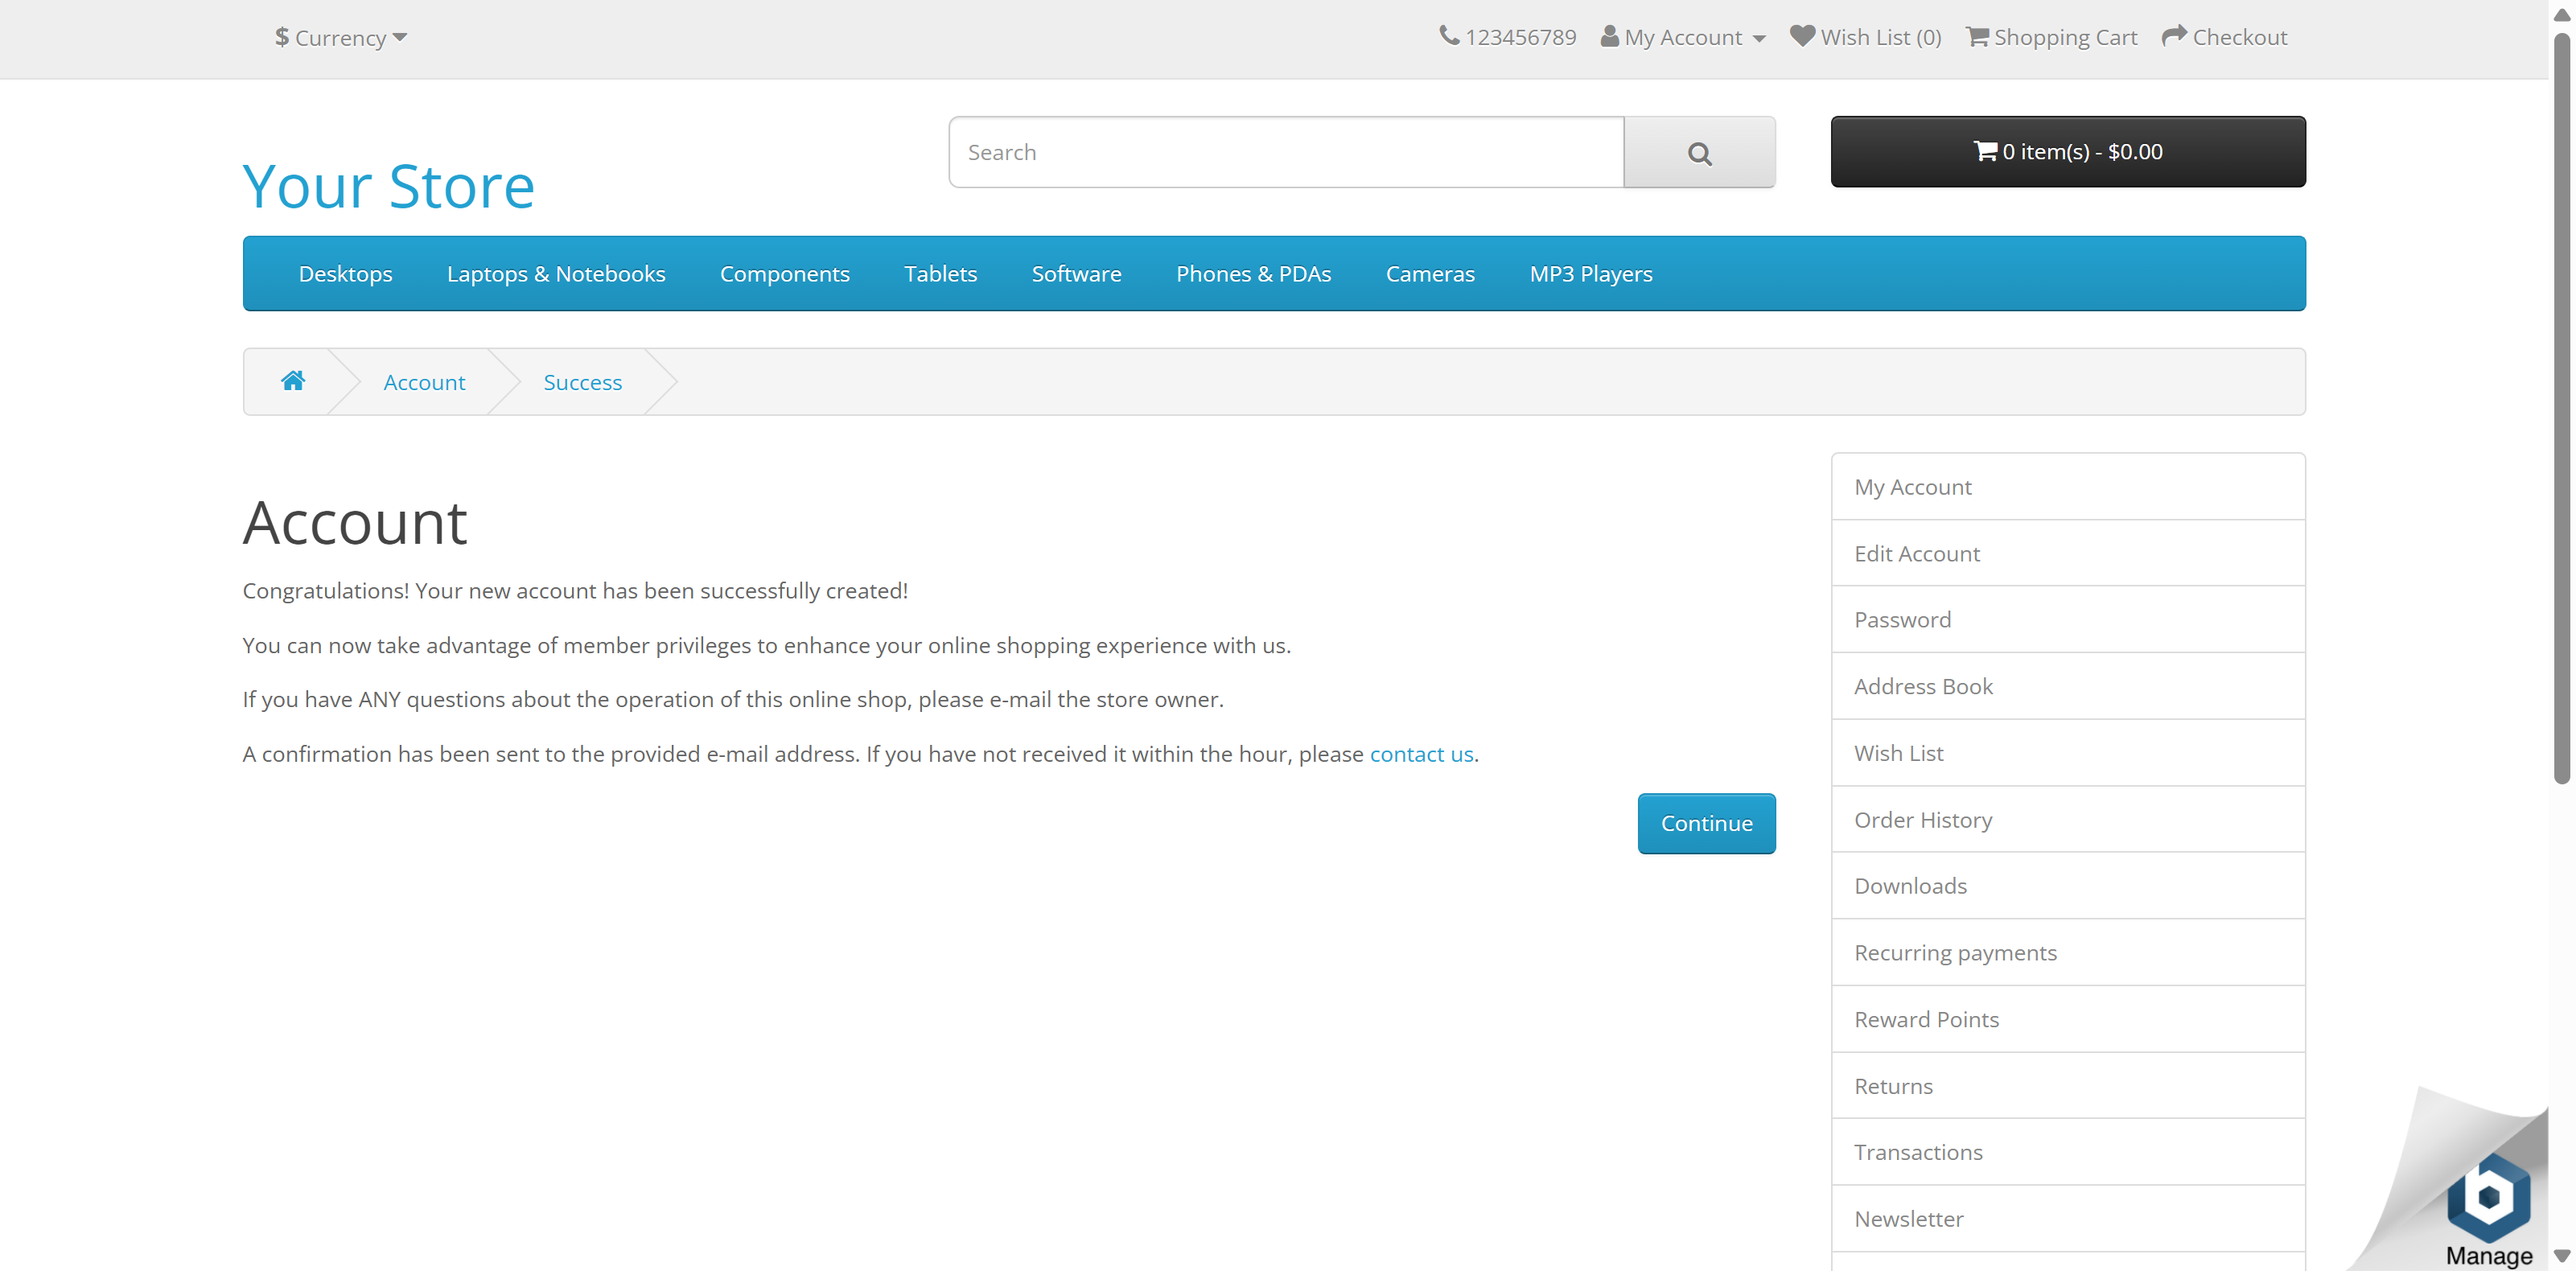 $ Currency
123456789 My Account Wish List (0) Shopping Cart Checkout
Your Store
Search
0 item(s) - $0.00
Desktops Laptops & Notebooks Components Tablets Software Phones & PDAs Cameras MP3 Players
Account Success
Account
Congratulations! Your new account has been successfully created!
You can now take advantage of member privileges to enhance your online shopping experience with us.
If you have ANY questions about the operation of this online shop, please e-mail the store owner.
A confirmation has been sent to the provided e-mail address. If you have not received it within the hour, please contact us.
Continue
My Account
Edit Account
Password
Address Book
Wish List
Order History
Downloads
Recurring payments
Reward Points
Returns
Transactions
Newsletter
b
Manage